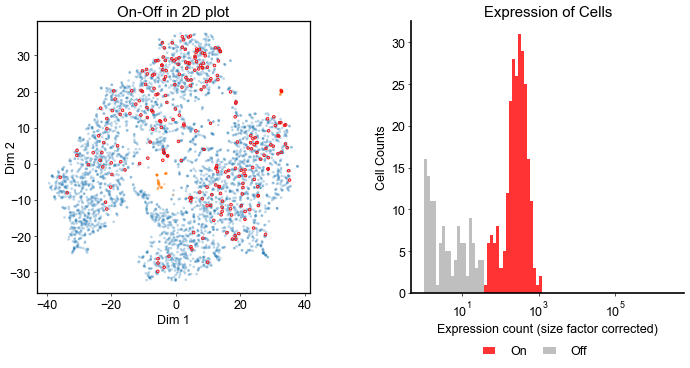 On-Off in 2D plot
30
20
10
0
−10
−20
−30
Dim 2
−40
−20
0
20
40
Dim 1
Expression of Cells
30
25
20
15
10
5
0
Cell Counts
10^1
10^3
10^5
Expression count (size factor corrected)
On
Off